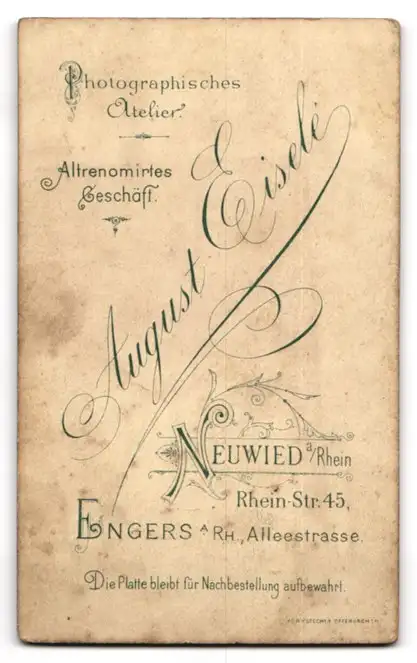 Photographisches
Atelier.
Altrenomirtes
Geschäft.
August Eiselé
Neuwied a/Rhein
Rhein-Str. 45,
Engers a Rh., Alleestrasse.
Die Platte bleibt für Nachbestellung aufbewahrt.